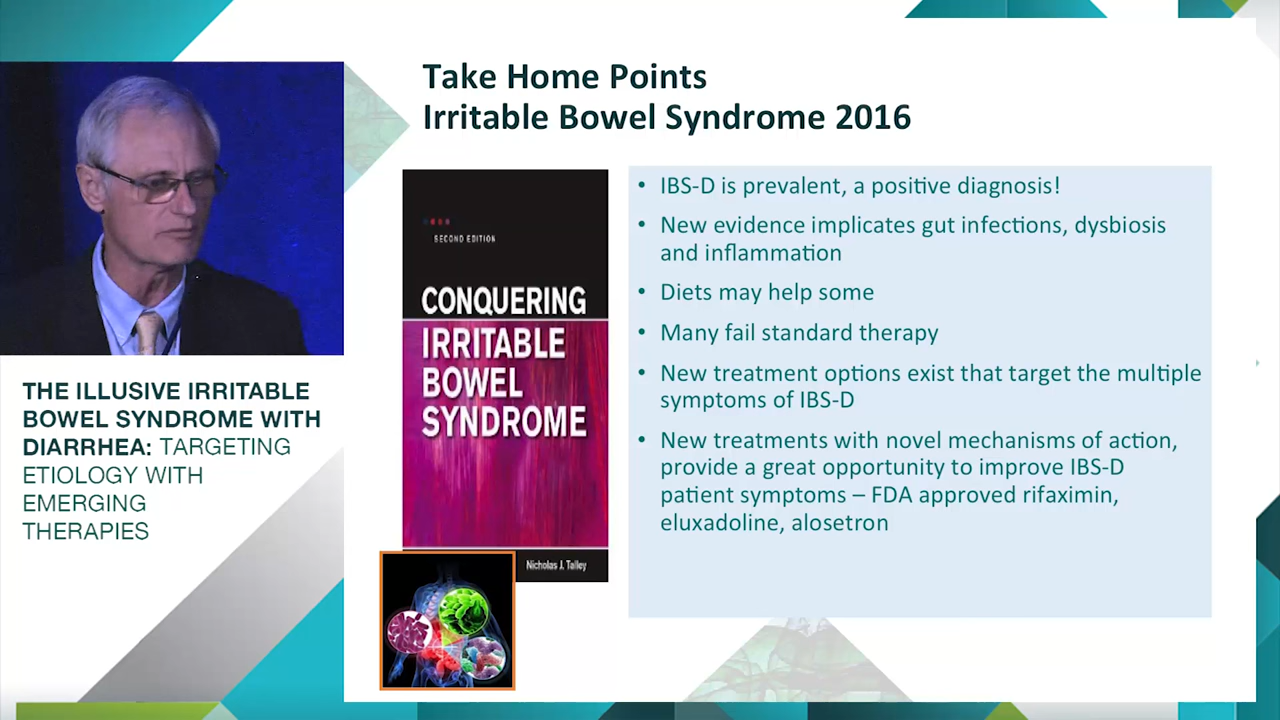 Take Home Points
Irritable Bowel Syndrome 2016
SECOND EDITION
CONQUERING
IRRITABLE
BOWEL
SYNDROME
Nicholas J. Talley
• IBS-D is prevalent, a positive diagnosis!
• New evidence implicates gut infections, dysbiosis
and inflammation
• Diets may help some
• Many fail standard therapy
• New treatment options exist that target the multiple
symptoms of IBS-D
• New treatments with novel mechanisms of action,
provide a great opportunity to improve IBS-D
patient symptoms – FDA approved rifaximin,
eluxadoline, alosetron
THE ILLUSIVE IRRITABLE
BOWEL SYNDROME WITH
DIARRHEA: TARGETING
ETIOLOGY WITH
EMERGING
THERAPIES